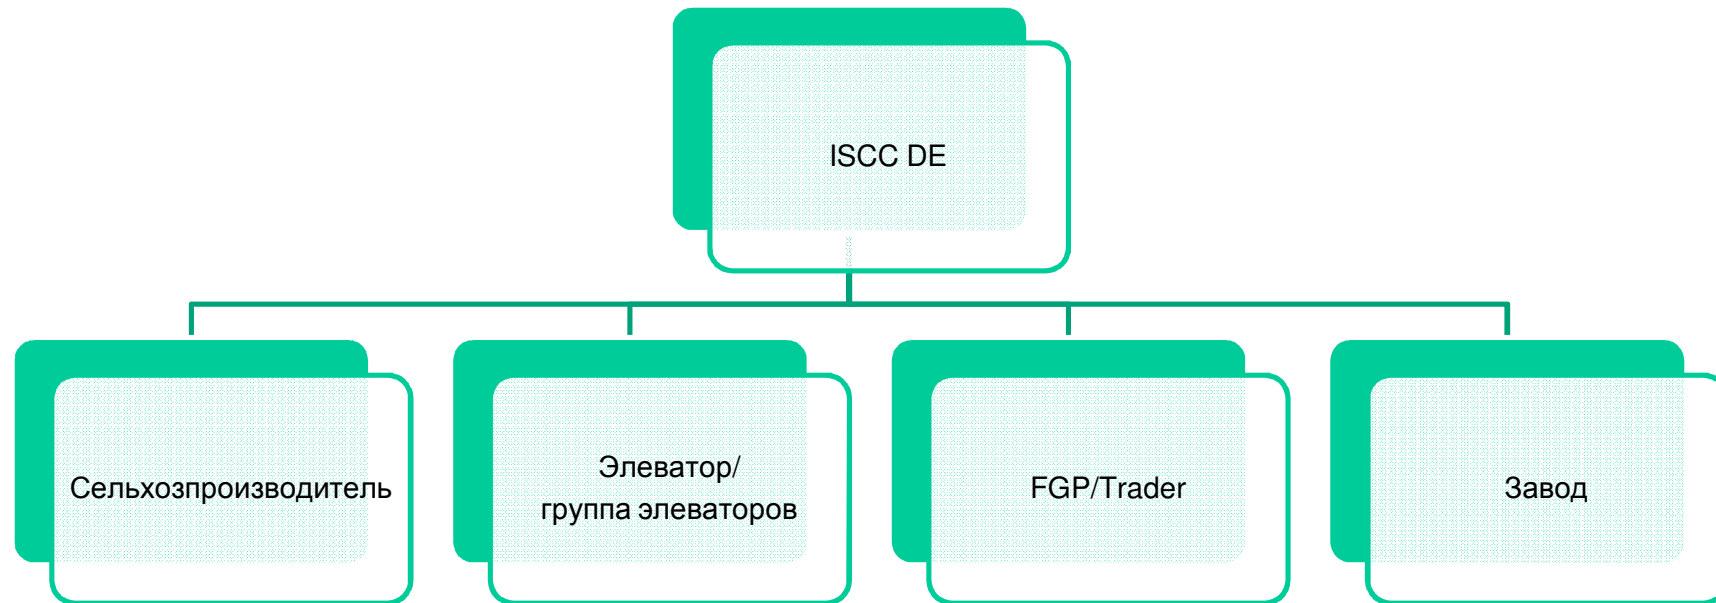 ISCC DE
Сельхозпроизводитель
Элеватор/
группа элеваторов
FGP/Trader
Завод